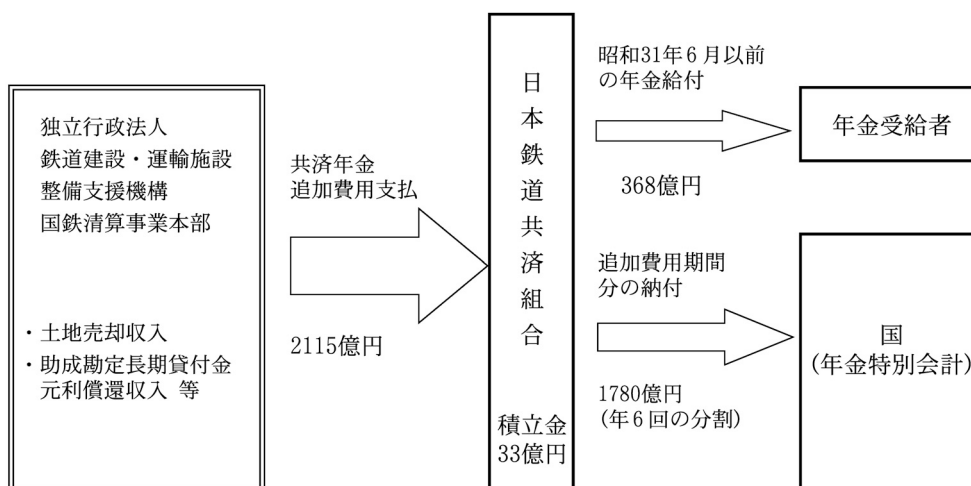 独立行政法人
鉄道建設・運輸施設
整備支援機構
国鉄清算事業本部
・土地売却収入
・助成勘定長期貸付金
元利償還収入 等
共済年金
追加費用支払
2115億円
日本鉄道共済組合
積立金
33億円
昭和31年6月以前
の年金給付
368億円
追加費用期間
分の納付
1780億円
(年6回の分割)
年金受給者
国
(年金特別会計)